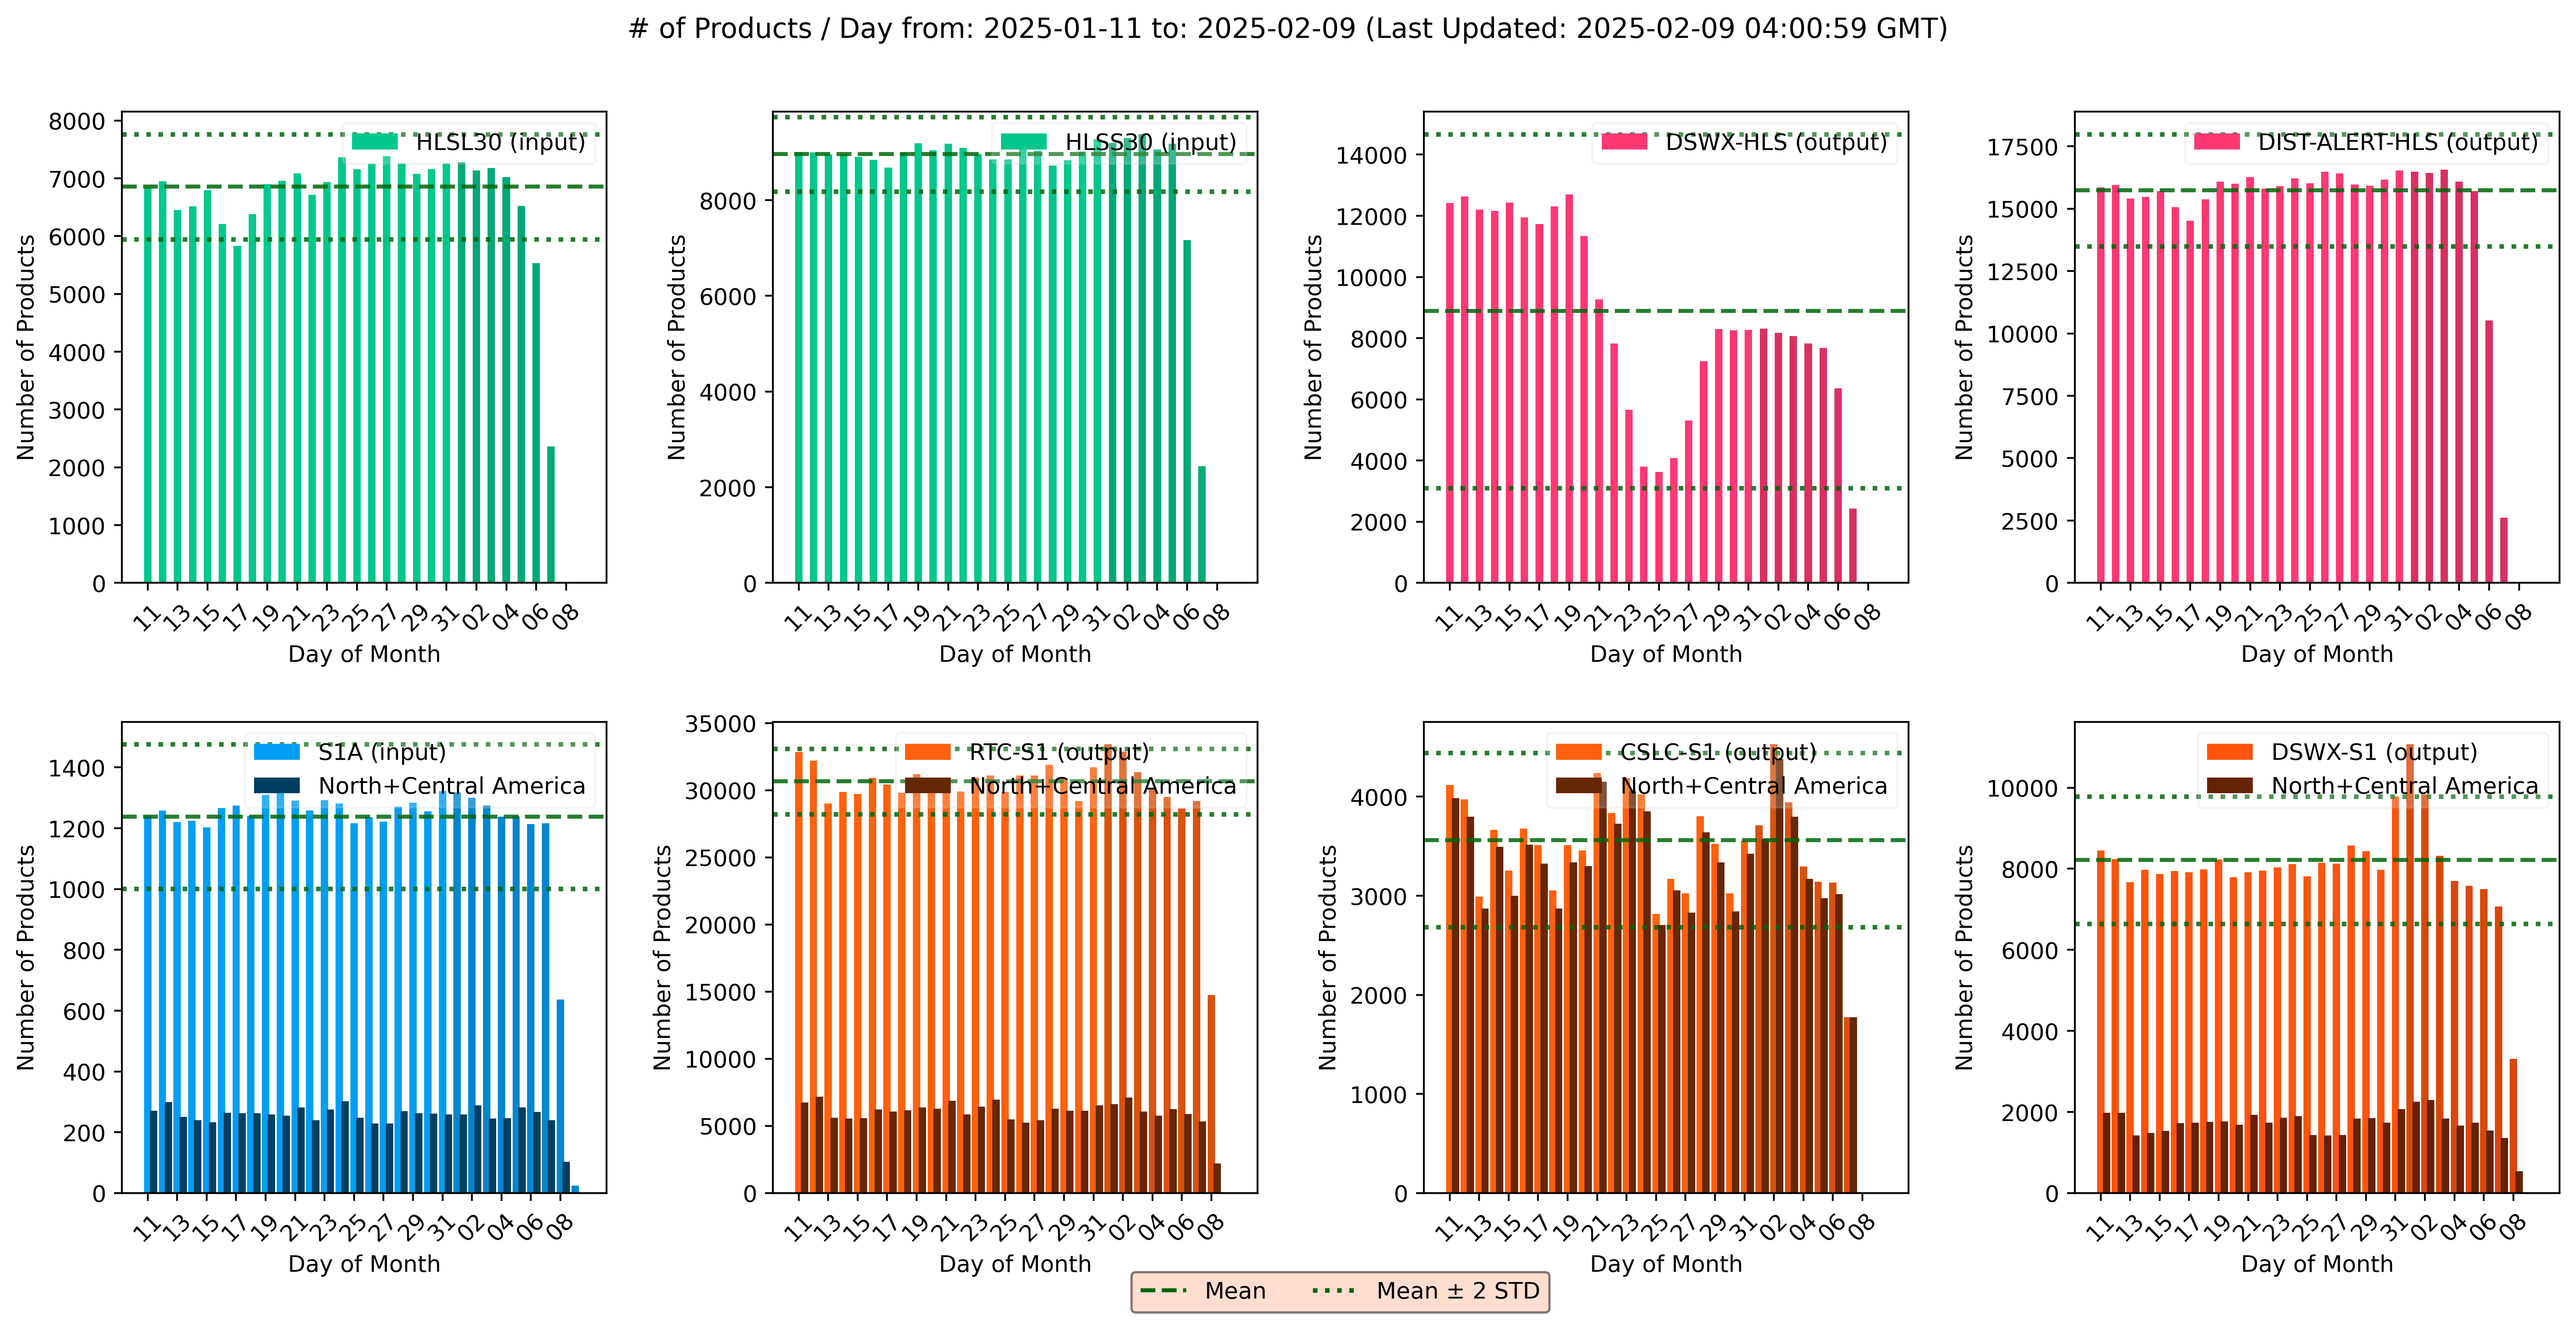 # of Products / Day from: 2025-01-11 to: 2025-02-09 (Last Updated: 2025-02-09 04:00:59 GMT)
HLSL30 (input)
Number of Products
8000
7000
6000
5000
4000
3000
2000
1000
0
11 13 15 17 19 21 23 25 27 29 31 02 04 06 08
Day of Month
HLSS30 (input)
Number of Products
8000
6000
4000
2000
0
11 13 15 17 19 21 23 25 27 29 31 02 04 06 08
Day of Month
DSWX-HLS (output)
Number of Products
14000
12000
10000
8000
6000
4000
2000
0
11 13 15 17 19 21 23 25 27 29 31 02 04 06 08
Day of Month
DIST-ALERT-HLS (output)
Number of Products
17500
15000
12500
10000
7500
5000
2500
0
11 13 15 17 19 21 23 25 27 29 31 02 04 06 08
Day of Month
S1A (input)
North+Central America
Number of Products
1400
1200
1000
800
600
400
200
0
11 13 15 17 19 21 23 25 27 29 31 02 04 06 08
Day of Month
RTC-S1 (output)
North+Central America
Number of Products
35000
30000
25000
20000
15000
10000
5000
0
11 13 15 17 19 21 23 25 27 29 31 02 04 06 08
Day of Month
CSLC-S1 (output)
North+Central America
Number of Products
4000
3000
2000
1000
0
11 13 15 17 19 21 23 25 27 29 31 02 04 06 08
Day of Month
DSWX-S1 (output)
North+Central America
Number of Products
10000
8000
6000
4000
2000
0
11 13 15 17 19 21 23 25 27 29 31 02 04 06 08
Day of Month
Mean
Mean ± 2 STD